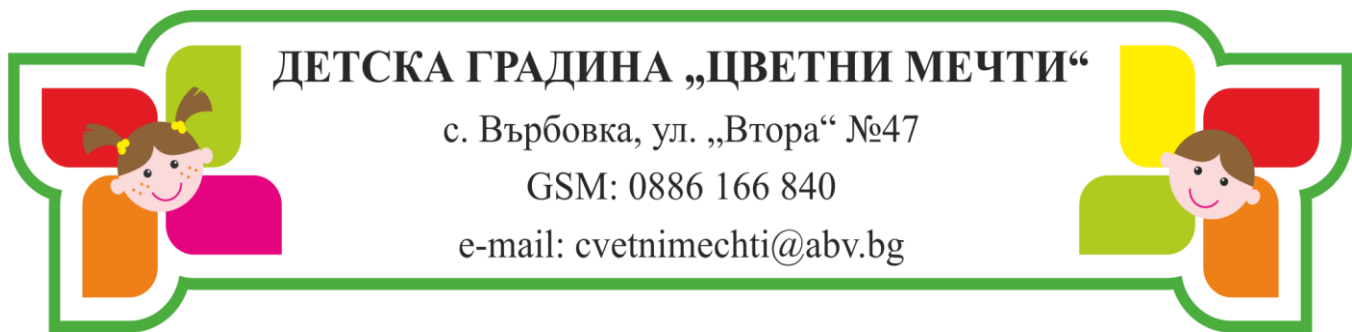 ДЕТСКА ГРАДИНА „ЦВЕТНИ МЕЧТИ“
с. Върбовка, ул. „Втора“ №47
GSM: 0886 166 840
e-mail: cvetnimechti@abv.bg